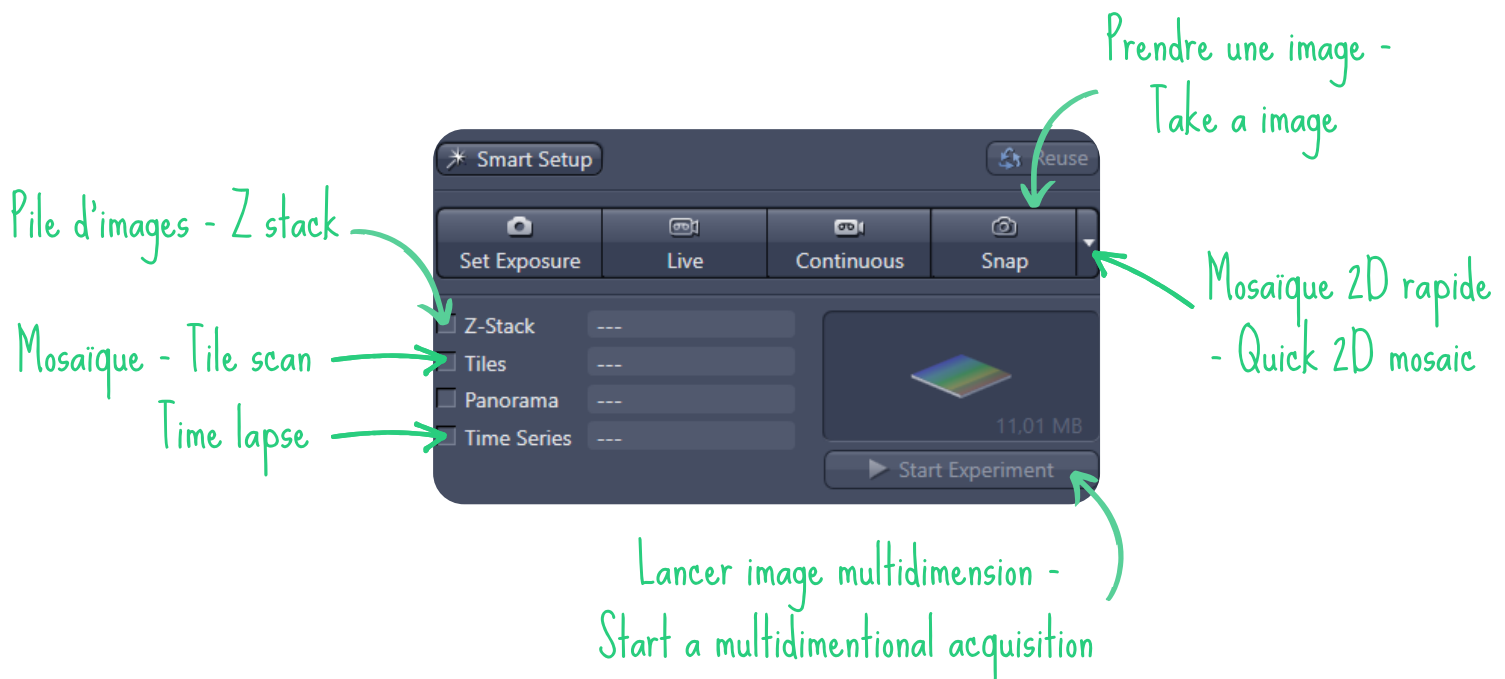 Prendre une image -
Take a image
Smart Setup
Reuse
Pile d'images - Z stack
Set Exposure
Live
Continuous
Snap
Mosaïque 2D rapide
- Quick 2D mosaic
Z-Stack ---
Mosaïque - Tile scan
Tiles ---
Panorama ---
Time lapse
Time Series ---
11,01 MB
Start Experiment
Lancer image multidimension -
Start a multidimentional acquisition